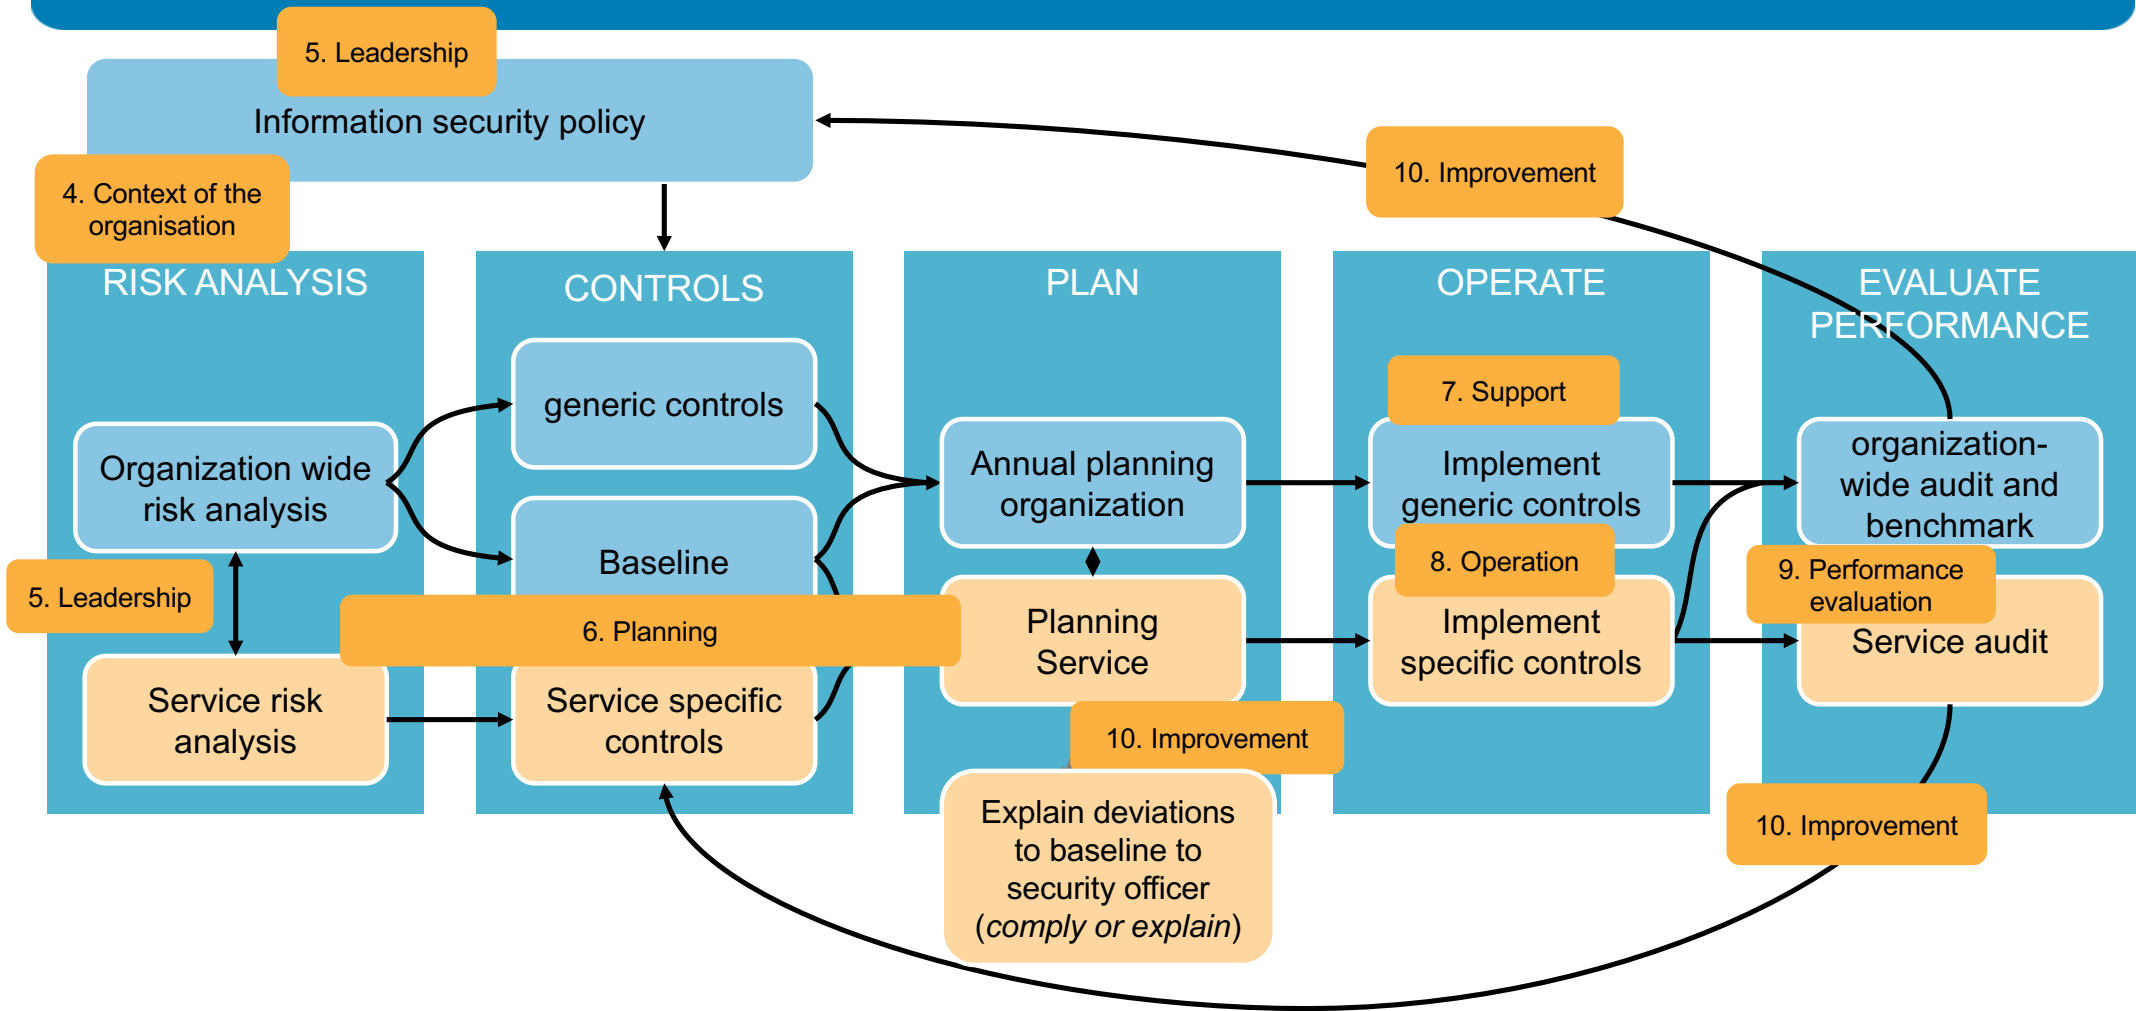 5. Leadership
Information security policy
4. Context of the
organisation
10. Improvement
RISK ANALYSIS
Organization wide
risk analysis
5. Leadership
Service risk
analysis
CONTROLS
generic controls
Baseline
6. Planning
Service specific
controls
PLAN
Annual planning
organization
Planning
Service
10. Improvement
Explain deviations
to baseline to
security officer
(comply or explain)
OPERATE
7. Support
Implement
generic controls
8. Operation
Implement
specific controls
EVALUATE
PERFORMANCE
organization-
wide audit and
benchmark
9. Performance
evaluation
Service audit
10. Improvement